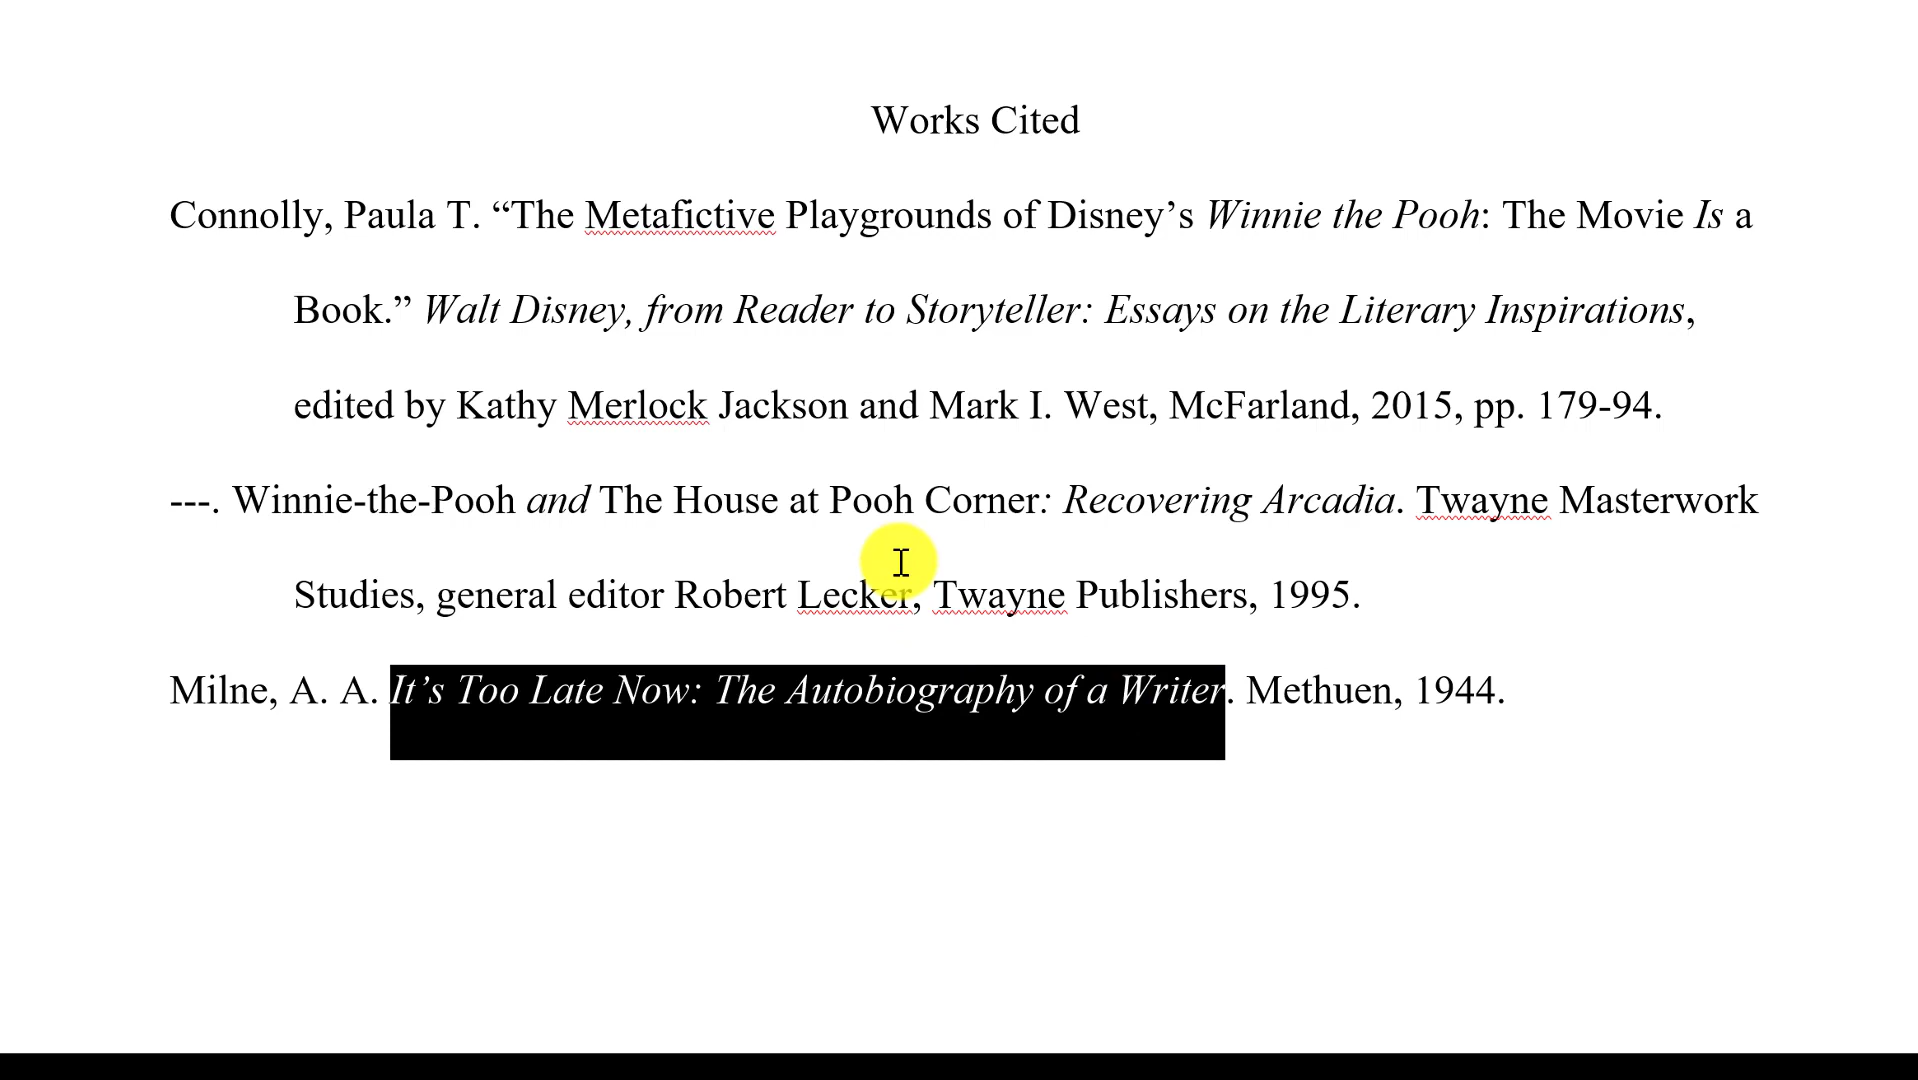 Works Cited
Connolly, Paula T. “The Metafictive Playgrounds of Disney’s Winnie the Pooh: The Movie Is a
Book.” Walt Disney, from Reader to Storyteller: Essays on the Literary Inspirations,
edited by Kathy Merlock Jackson and Mark I. West, McFarland, 2015, pp. 179-94.
---. Winnie-the-Pooh and The House at Pooh Corner: Recovering Arcadia. Twayne Masterwork
Studies, general editor Robert Lecker, Twayne Publishers, 1995.
Milne, A. A. It’s Too Late Now: The Autobiography of a Writer. Methuen, 1944.